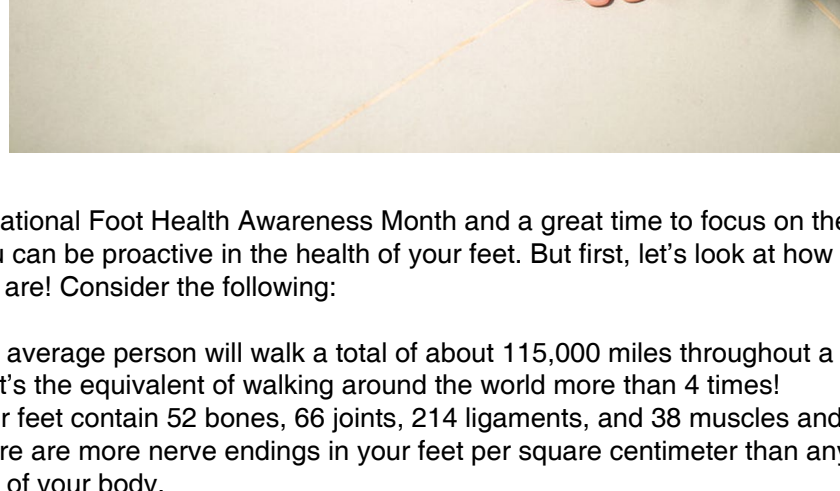 ational Foot Health Awareness Month and a great time to focus on the
can be proactive in the health of your feet. But first, let’s look at how
are! Consider the following:
average person will walk a total of about 115,000 miles throughout a
t’s the equivalent of walking around the world more than 4 times!
r feet contain 52 bones, 66 joints, 214 ligaments, and 38 muscles and
re are more nerve endings in your feet per square centimeter than any
of your body.